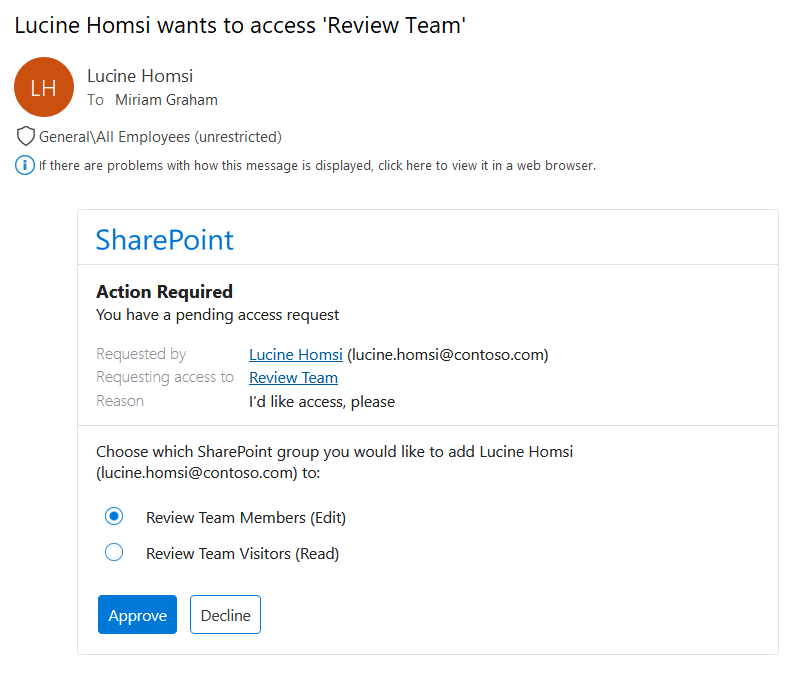 Lucine Homsi wants to access 'Review Team'
LH
Lucine Homsi
To Miriam Graham
General\All Employees (unrestricted)
If there are problems with how this message is displayed, click here to view it in a web browser.
SharePoint
Action Required
You have a pending access request
Requested by Lucine Homsi (lucine.homsi@contoso.com)
Requesting access to Review Team
Reason I'd like access, please
Choose which SharePoint group you would like to add Lucine Homsi
(lucine.homsi@contoso.com) to:
Review Team Members (Edit)
Review Team Visitors (Read)
Approve Decline